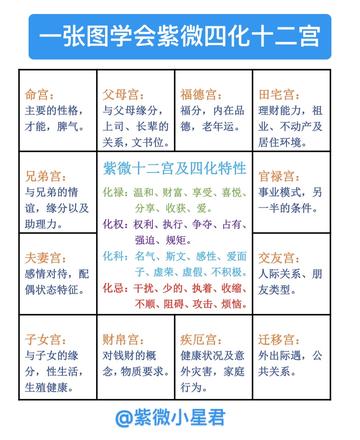 一张图学会紫微四化十二宫
命宫：
主要的性格，
才能，脾气。
父母宫：
与父母缘分，
上司、长辈的
关系，文书位。
福德宫：
福分，内在品
德，老年运。
田宅宫：
理财能力，祖
业、不动产及
居住环境。
兄弟宫：
与兄弟的情
谊，缘分以及
助理力。
紫微十二宫及四化特性
化禄：温和、财富、享受、喜悦、
分享、收获、爱。
化权：权利、执行、争夺、占有、
强迫、规矩。
化科：名气、斯文、感性、爱面
子、虚荣、虚假、不积极。
化忌：干扰、少的、执着、收缩、
不顺、阻碍、攻击、烦恼。
官禄宫：
事业模式，另
一半的条件。
夫妻宫：
感情对待，配
偶状态特征。
交友宫：
人际关系、朋
友类型。
子女宫：
与子女的缘
分，性生活，
生殖健康。
财帛宫：
对钱财的概
念，物质要求。
疾厄宫：
健康状况及意
外灾害，家庭
行为。
迁移宫：
外出际遇，公
共关系。
@紫微小星君